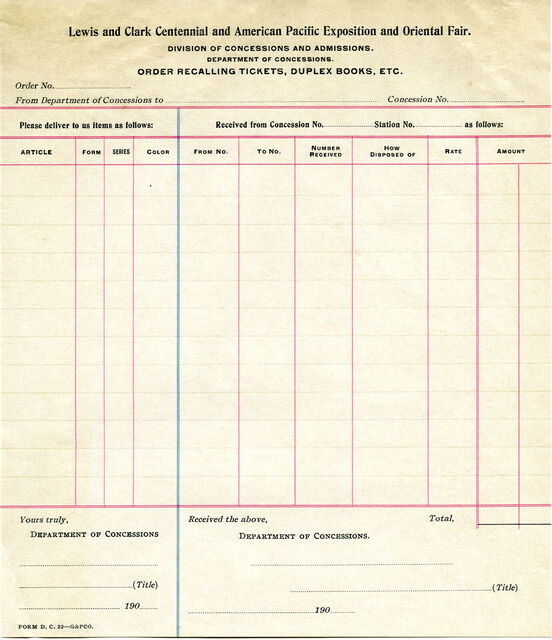 Lewis and Clark Centennial and American Pacific Exposition and Oriental Fair.
DIVISION OF CONCESSIONS AND ADMISSIONS.
DEPARTMENT OF CONCESSIONS.
ORDER RECALLING TICKETS, DUPLEX BOOKS, ETC.
Order No.
From Department of Concessions to Concession No.
Please deliver to us items as follows: Received from Concession No. Station No. as follows:
ARTICLE FORM SERIES COLOR FROM NO. TO NO. NUMBER RECEIVED HOW DISPOSED OF RATE AMOUNT
Yours truly, Received the above, Total,
DEPARTMENT OF CONCESSIONS DEPARTMENT OF CONCESSIONS.
(Title) (Title)
190 190
FORM D. C. 22—G&PCO.